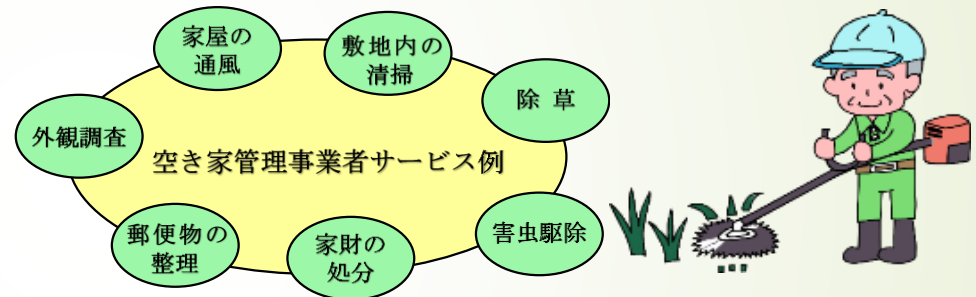 家屋の
通風
敷地内の
清掃
除草
外観調査
空き家管理事業者サービス例
郵便物の
整理
家財の
処分
害虫駆除